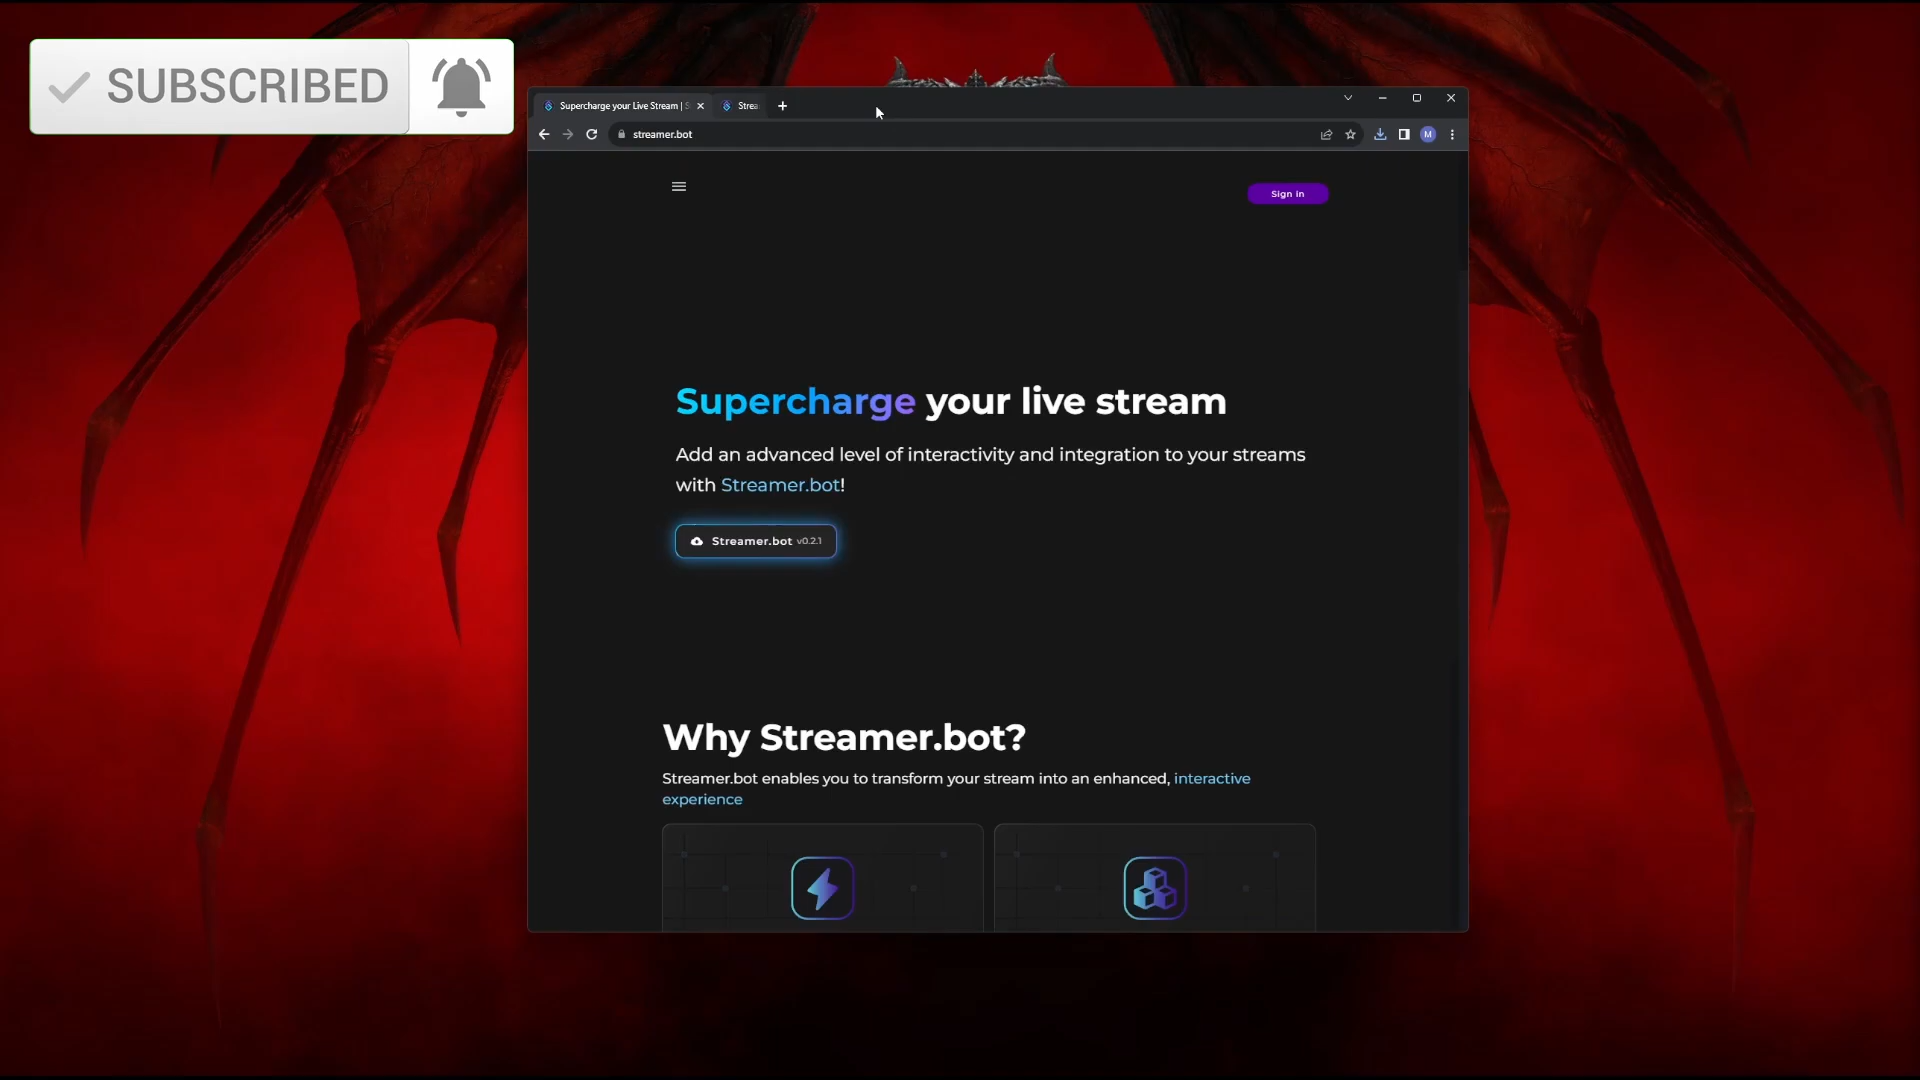 SUBSCRIBED
Supercharge your Live Stream | S
Strea
streamer.bot
M
Sign in
Supercharge your live stream
Add an advanced level of interactivity and integration to your streams
with Streamer.bot!
Streamer.bot v0.2.1
Why Streamer.bot?
Streamer.bot enables you to transform your stream into an enhanced, interactive
experience